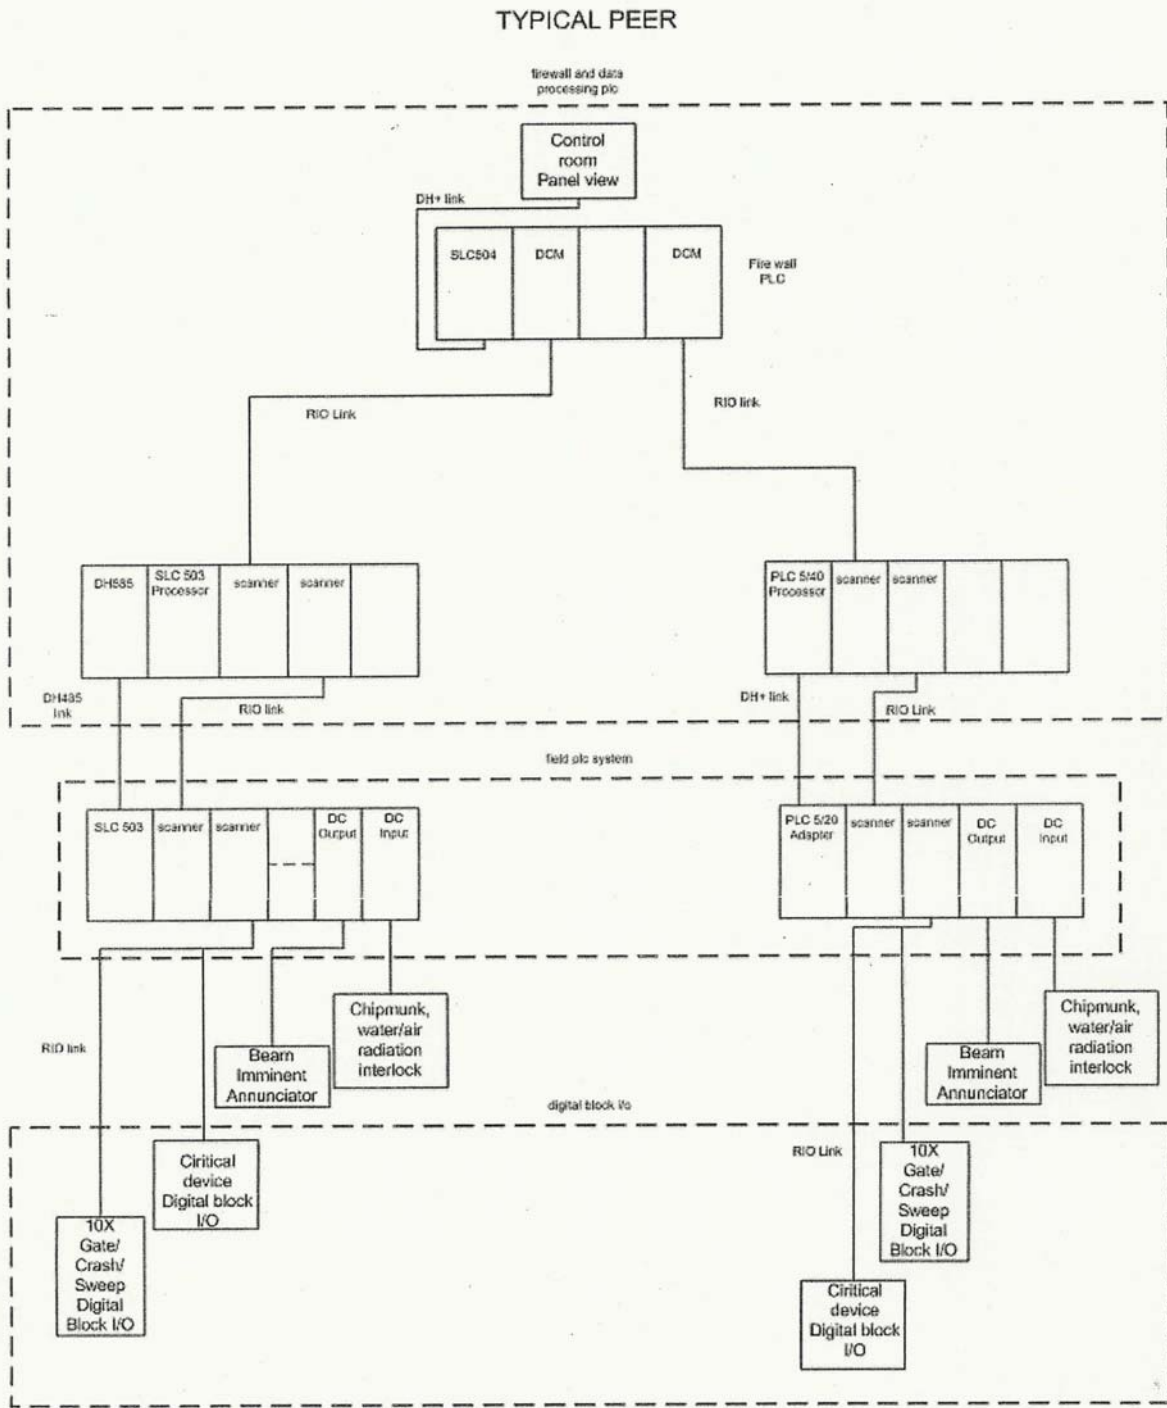 TYPICAL PEER
firewall and data
processing plc
Control
room
Panel view
DH+ link
SLC504
DCM
DCM
Fire wall
PLC
RIO Link
RIO link
DH585
SLC 503
Processor
scanner
scanner
PLC 5/40
Processor
scanner
scanner
DH485
link
RIO link
DH+ link
RIO Link
field plc system
SLC 503
scanner
scanner
DC
Output
DC
Input
PLC 5/20
Adapter
scanner
scanner
DC
Output
DC
Input
RIO link
Beam
Imminent
Annunciator
Chipmunk,
water/air
radiation
interlock
Beam
Imminent
Annunciator
Chipmunk,
water/air
radiation
interlock
digital block i/o
Ciritical
device
Digital block
I/O
10X
Gate/
Crash/
Sweep
Digital
Block I/O
RIO Link
10X
Gate/
Crash/
Sweep
Digital
Block I/O
Ciritical
device
Digital block
I/O